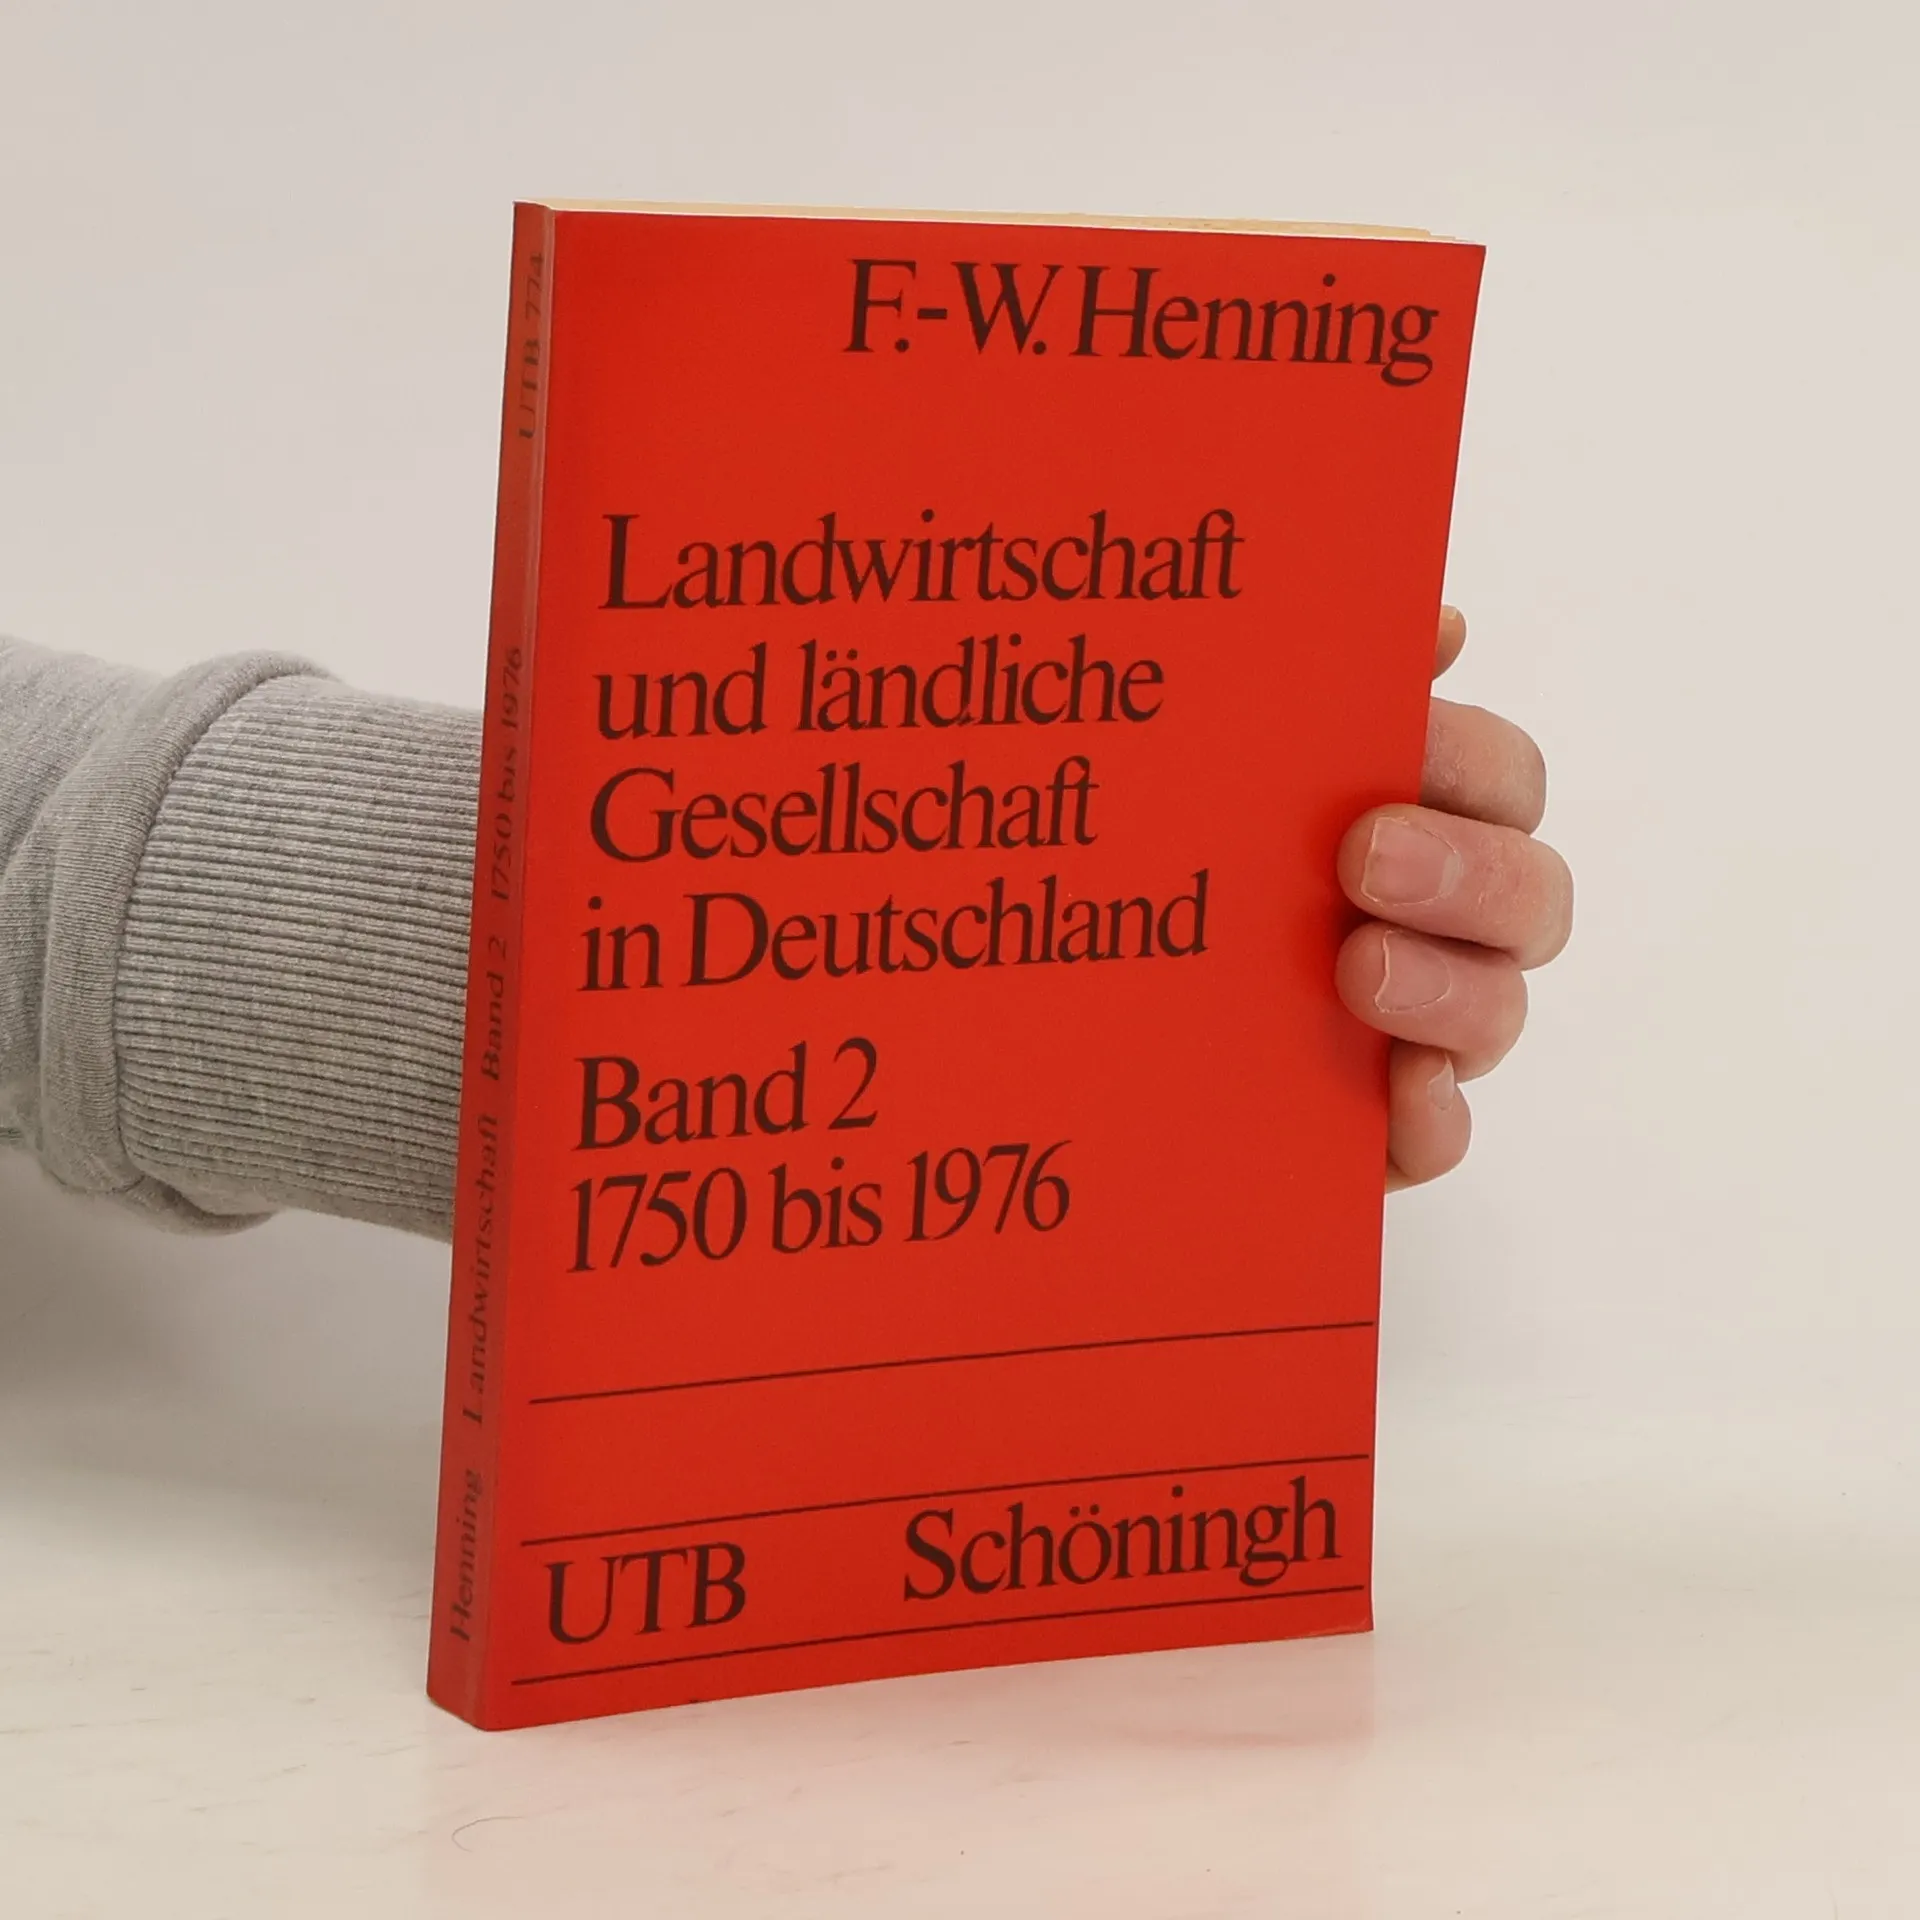 F.-W. Henning
Landwirtschaft
und ländliche
Gesellschaft
in Deutschland
Band 2
1750 bis 1976
UTB Schöningh
Henning Landwirtschaft Band 2 1750 bis 1976 UTB 774